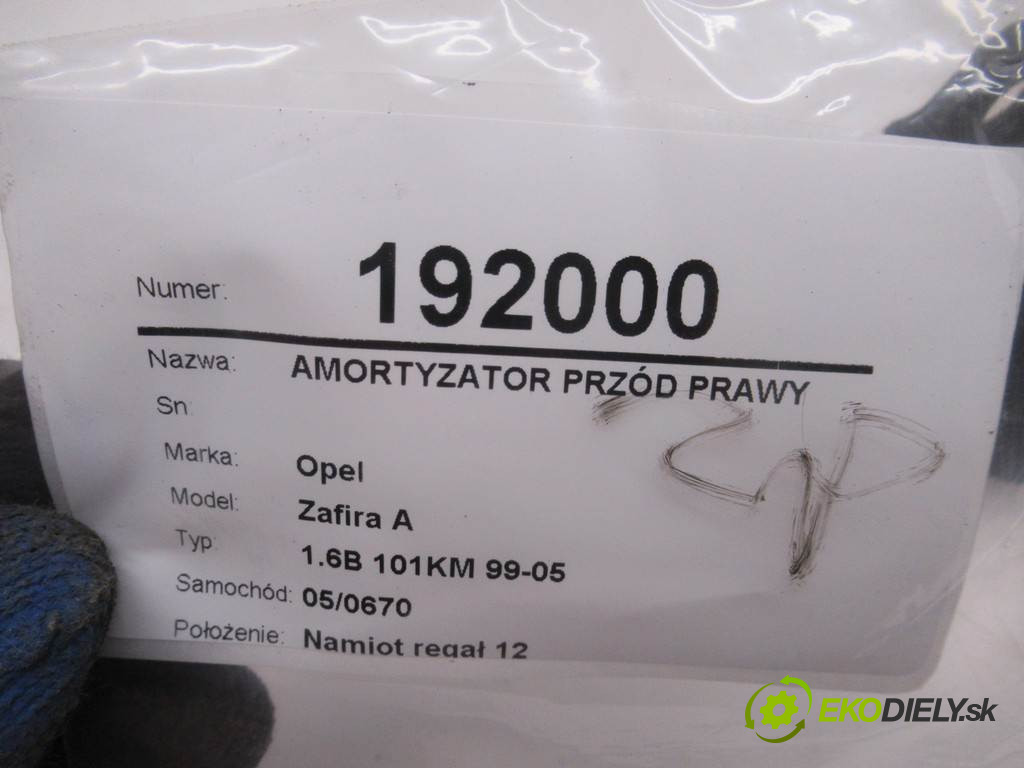 Numer: 192000
Nazwa: AMORTYZATOR PRZÓD PRAWY
Sn:
Marka: Opel
Model: Zafira A
Typ: 1.6B 101KM 99-05
Samochód: 05/0670
Położenie: Namiot regał 12
EKODIELY.sk